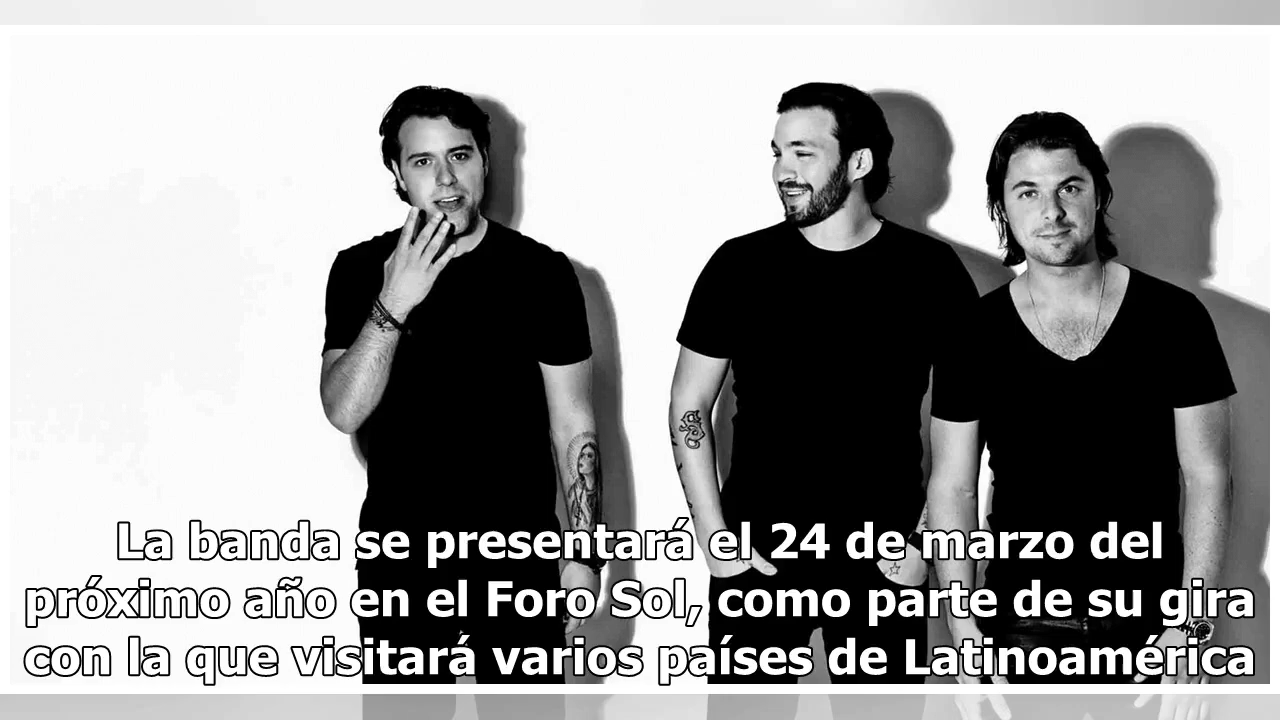 La banda se presentará el 24 de marzo del
próximo año en el Foro Sol, como parte de su gira
con la que visitará varios países de Latinoamérica